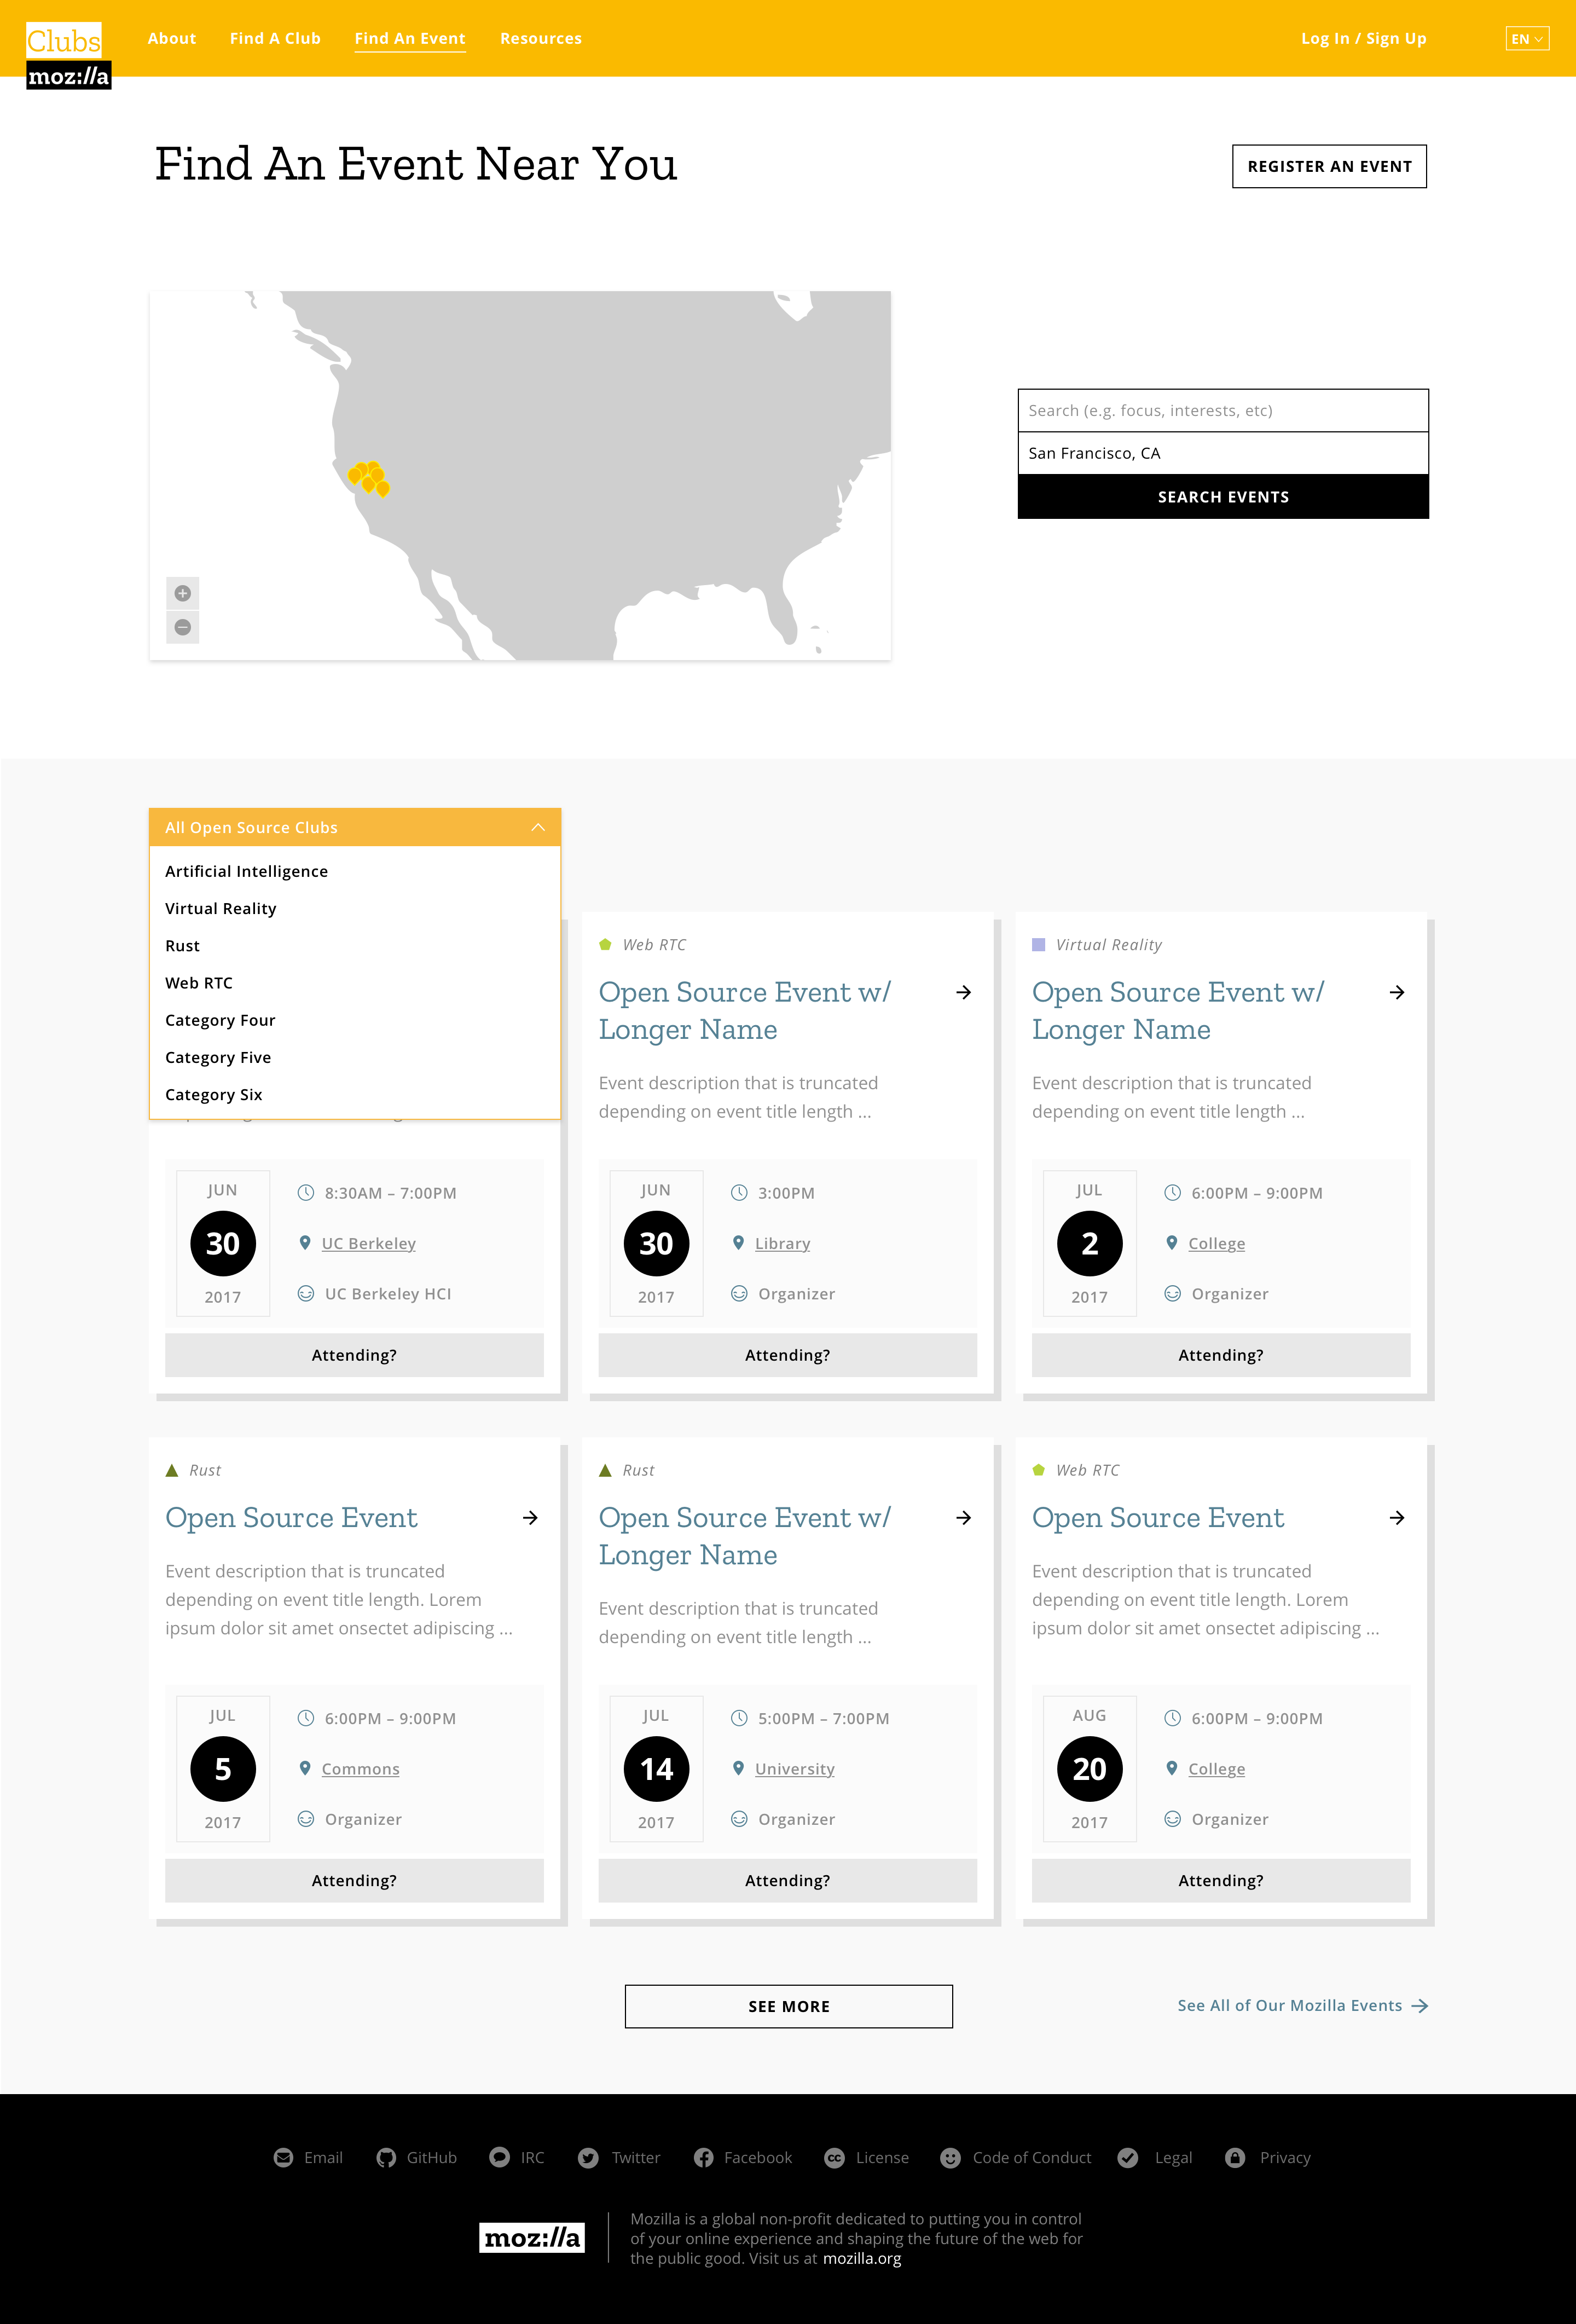 Clubs
moz://a
About
Find A Club
Find An Event
Resources
Log In / Sign Up
EN
Find An Event Near You
REGISTER AN EVENT
Search (e.g. focus, interests, etc)
San Francisco, CA
SEARCH EVENTS
All Open Source Clubs
Artificial Intelligence
Virtual Reality
Rust
Web RTC
Category Four
Category Five
Category Six
JUN
30
2017
8:30AM – 7:00PM
UC Berkeley
UC Berkeley HCI
Attending?
Web RTC
Open Source Event w/
Longer Name
Event description that is truncated
depending on event title length ...
JUN
30
2017
3:00PM
Library
Organizer
Attending?
Virtual Reality
Open Source Event w/
Longer Name
Event description that is truncated
depending on event title length ...
JUL
2
2017
6:00PM – 9:00PM
College
Organizer
Attending?
Rust
Open Source Event
Event description that is truncated
depending on event title length. Lorem
ipsum dolor sit amet onsectet adipiscing ...
JUL
5
2017
6:00PM – 9:00PM
Commons
Organizer
Attending?
Rust
Open Source Event w/
Longer Name
Event description that is truncated
depending on event title length ...
JUL
14
2017
5:00PM – 7:00PM
University
Organizer
Attending?
Web RTC
Open Source Event
Event description that is truncated
depending on event title length. Lorem
ipsum dolor sit amet onsectet adipiscing ...
AUG
20
2017
6:00PM – 9:00PM
College
Organizer
Attending?
SEE MORE
See All of Our Mozilla Events
Email
GitHub
IRC
Twitter
Facebook
cc License
Code of Conduct
Legal
Privacy
moz://a
Mozilla is a global non-profit dedicated to putting you in control
of your online experience and shaping the future of the web for
the public good. Visit us at mozilla.org